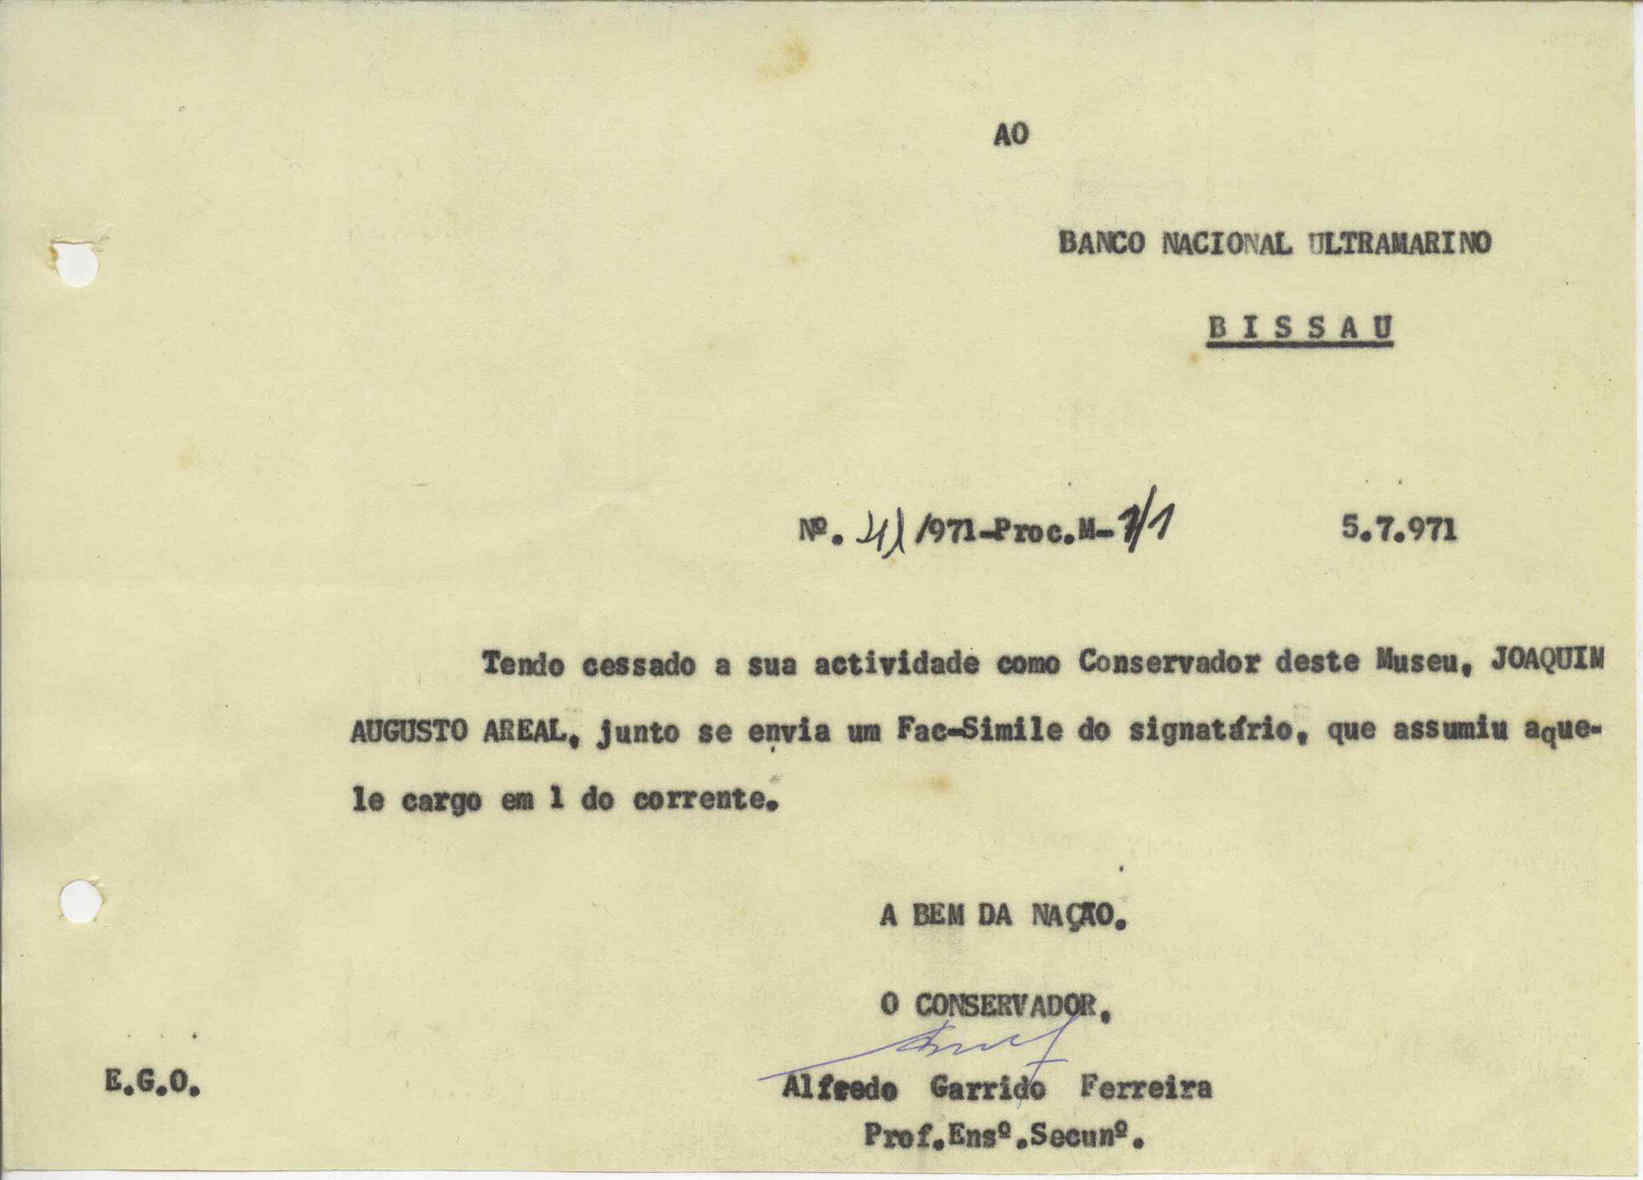 AO
BANCO NACIONAL ULTRAMARINO
BISSAU
Nº. 41/971-Proc.M-1/1 5.7.971
Tendo cessado a sua actividade como Conservador deste Museu, JOAQUIM
AUGUSTO AREAL, junto se envia um Fac-Simile do signatário, que assumiu aque-
le cargo em 1 do corrente.
A BEM DA NAÇÃO.
O CONSERVADOR,
Alfredo Garrido Ferreira
E.G.O.
Prof.Ensº.Secunº.